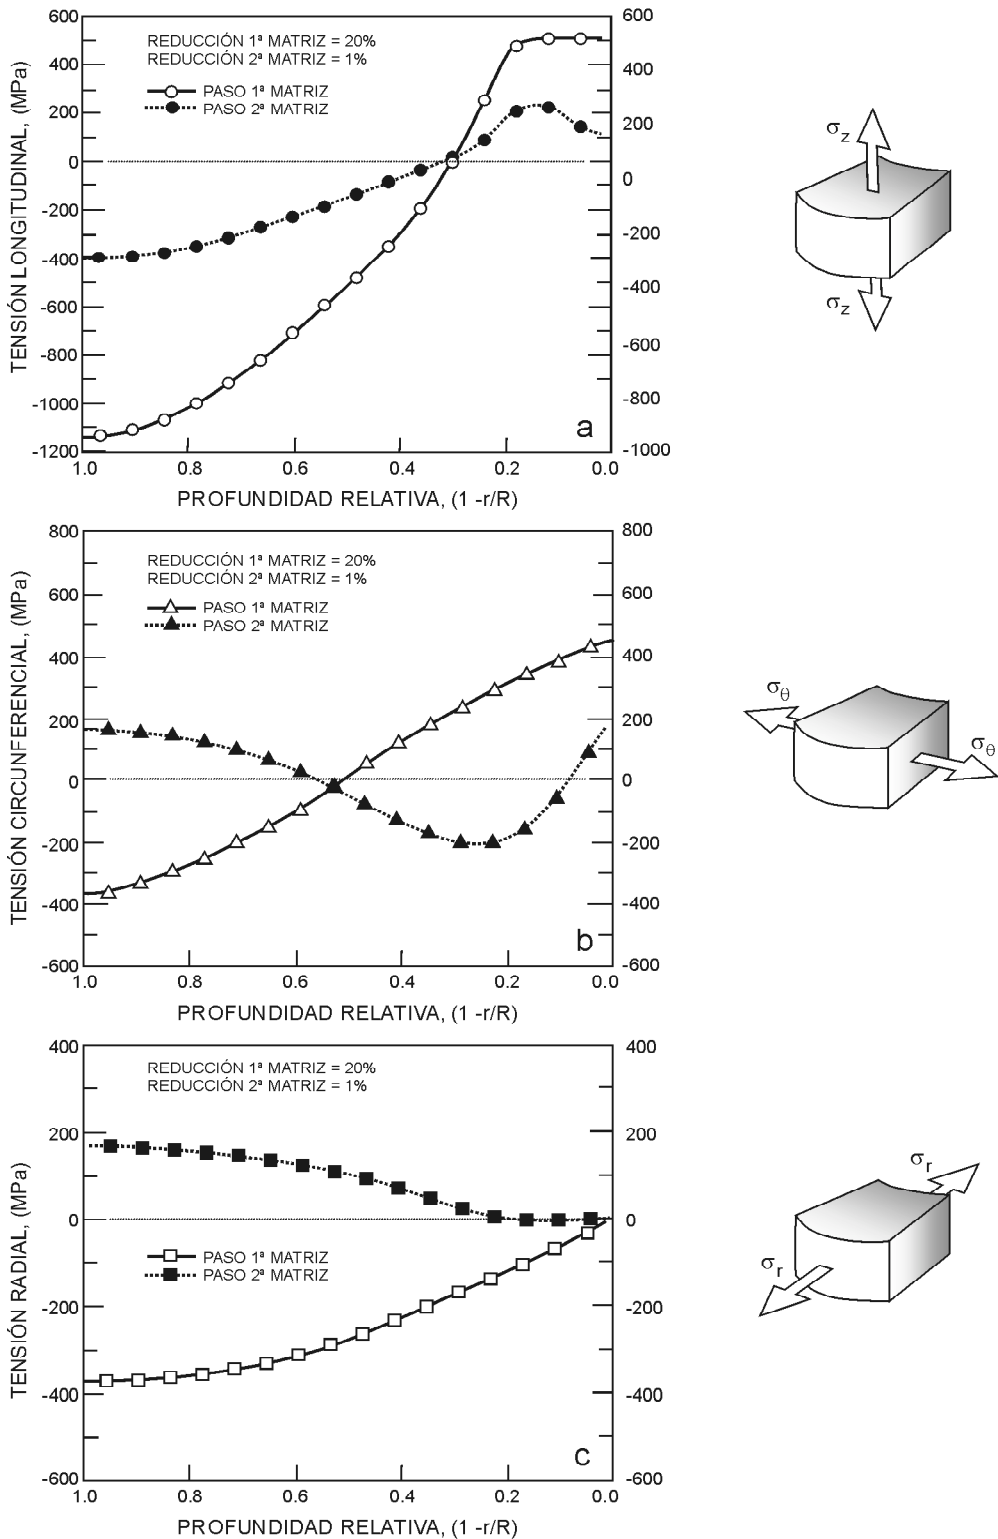 600
400
200
0
-200
-400
-600
-800
-1000
-1200
600
500
400
200
0
-200
-400
-600
-800
-1000
TENSIÓN LONGITUDINAL, (MPa)
REDUCCIÓN 1ª MATRIZ = 20%
REDUCCIÓN 2ª MATRIZ = 1%
PASO 1ª MATRIZ
PASO 2ª MATRIZ
a
1.0 0.8 0.6 0.4 0.2 0.0
PROFUNDIDAD RELATIVA, (1 -r/R)
σz
σz
800
600
400
200
0
-200
-400
-600
800
600
400
200
0
-200
-400
-600
TENSIÓN CIRCUNFERENCIAL, (MPa)
REDUCCIÓN 1ª MATRIZ = 20%
REDUCCIÓN 2ª MATRIZ = 1%
PASO 1ª MATRIZ
PASO 2ª MATRIZ
b
1.0 0.8 0.6 0.4 0.2 0.0
PROFUNDIDAD RELATIVA, (1 -r/R)
σθ
σθ
400
200
0
-200
-400
-600
400
200
0
-200
-400
-600
TENSIÓN RADIAL, (MPa)
REDUCCIÓN 1ª MATRIZ = 20%
REDUCCIÓN 2ª MATRIZ = 1%
PASO 1ª MATRIZ
PASO 2ª MATRIZ
c
1.0 0.8 0.6 0.4 0.2 0.0
PROFUNDIDAD RELATIVA, (1 -r/R)
σr
σr